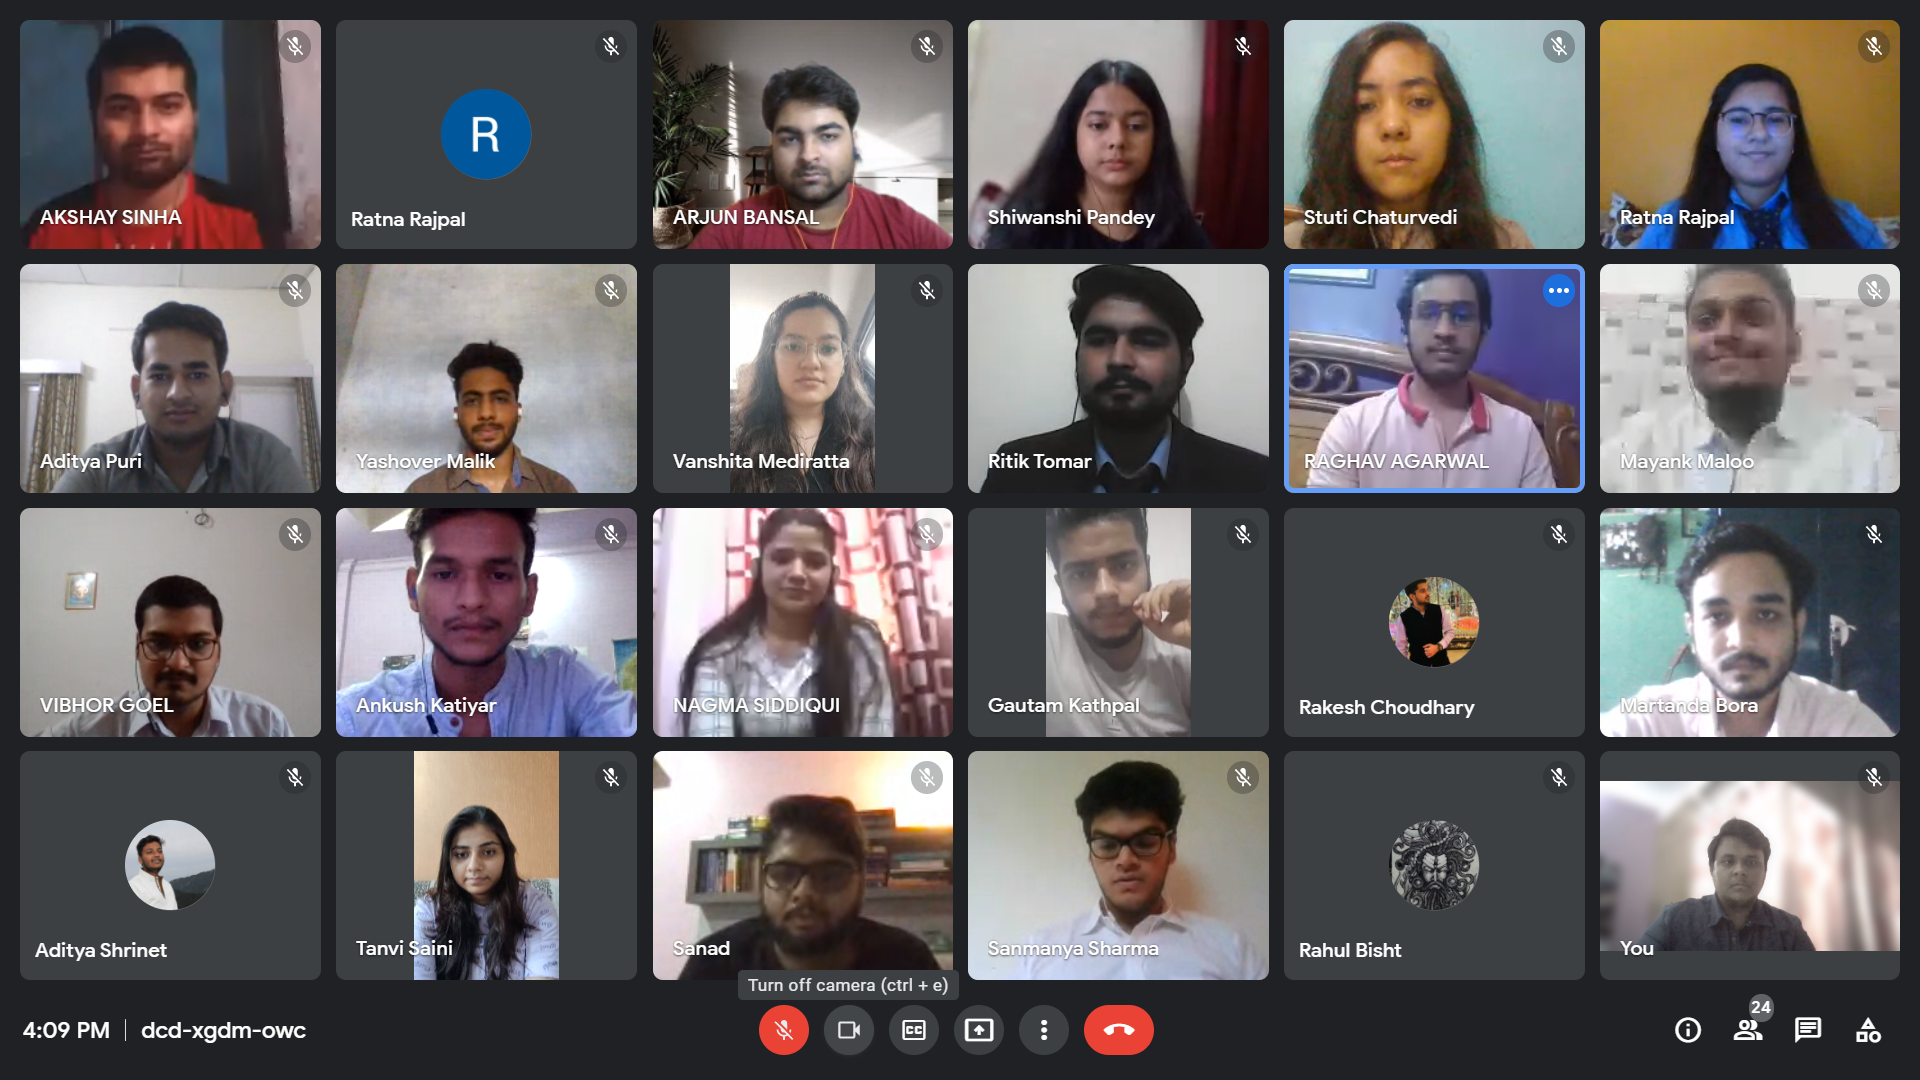 AKSHAY SINHA
R
Ratna Rajpal
ARJUN BANSAL
Shiwanshi Pandey
Stuti Chaturvedi
Ratna Rajpal
Aditya Puri
Yashover Malik
Vanshita Mediratta
Ritik Tomar
RAGHAV AGARWAL
Mayank Maloo
VIBHOR GOEL
Ankush Katiyar
NAGMA SIDDIQUI
Gautam Kathpal
Rakesh Choudhary
Martanda Bora
Aditya Shrinet
Tanvi Saini
Sanad
Sanmanya Sharma
Rahul Bisht
You
Turn off camera (ctrl + e)
4:09 PM | dcd-xgdm-owc
CC
24